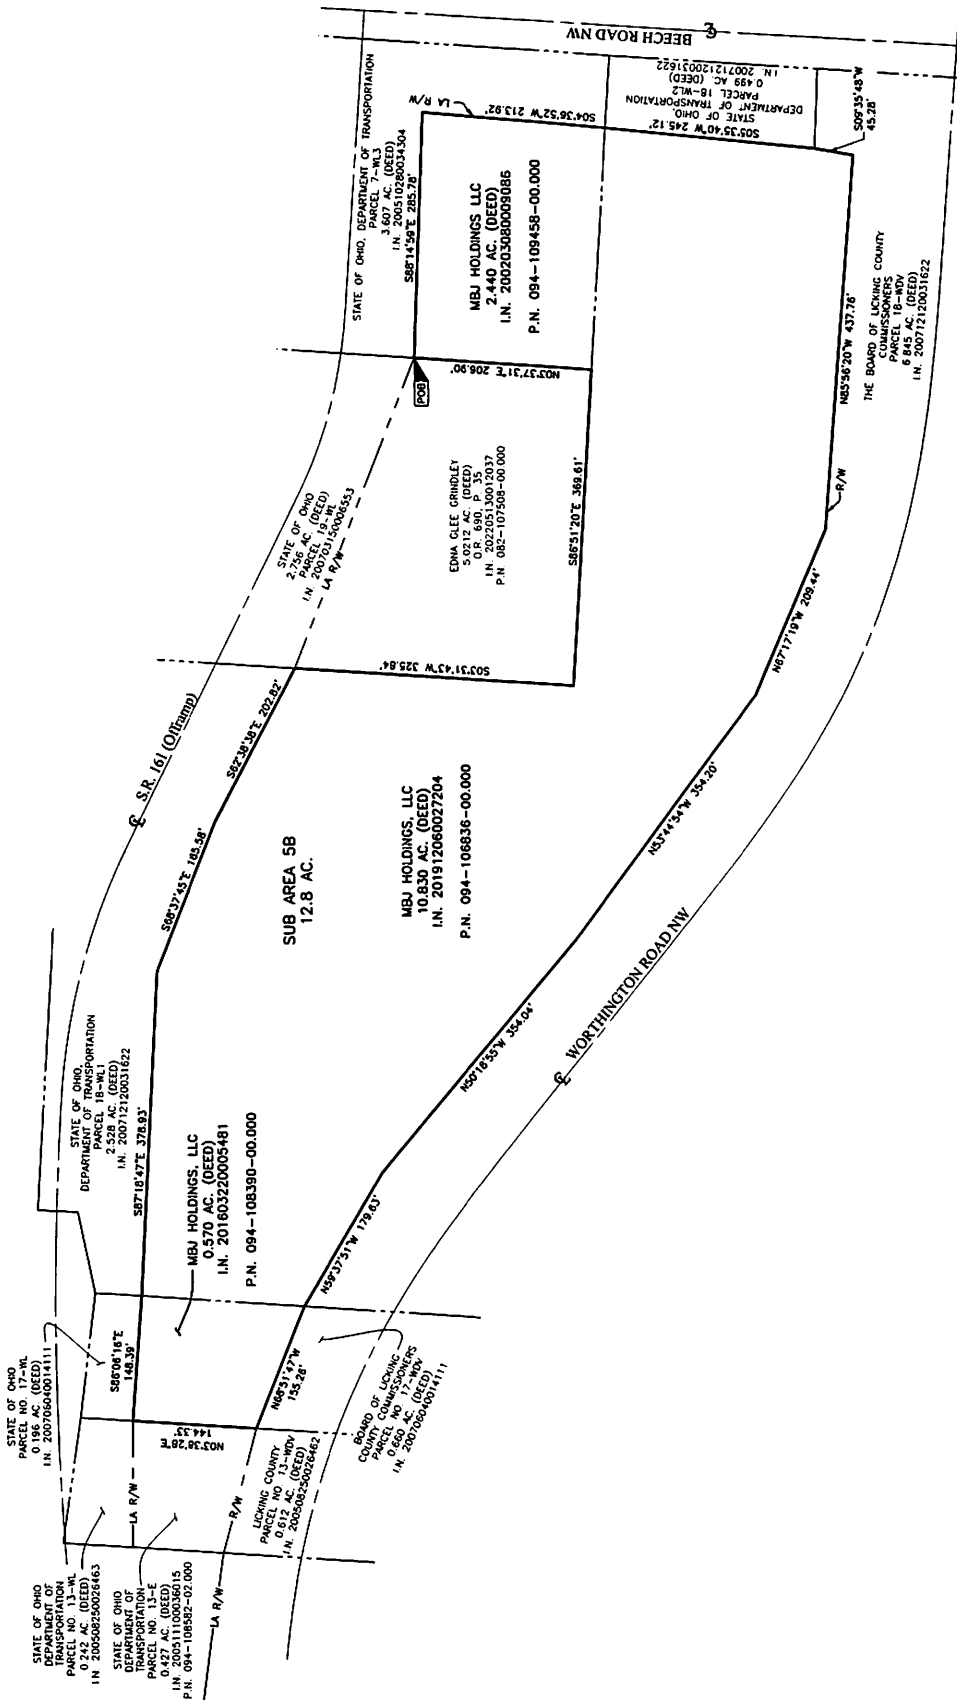 BEECH ROAD NW
STATE OF OHIO, DEPARTMENT OF TRANSPORTATION
PARCEL 7-WL3
3.607 AC. (DEED)
I.N. 200510280034304
S88°14'59"E 285.78'
LA R/W
S04°36'52"W 213.92'
STATE OF OHIO,
DEPARTMENT OF TRANSPORTATION
PARCEL 18-WL2
0.499 AC. (DEED)
I.N. 200712120031622
S05°35'40"W 245.12'
S09°35'48"W
45.28'
MBJ HOLDINGS LLC
2.440 AC. (DEED)
I.N. 200203080009086
P.N. 094-109458-00.000
N03°37'31"E 206.90'
POB
THE BOARD OF LICKING COUNTY
COMMISSIONERS
PARCEL 18-WDV
6.845 AC. (DEED)
I.N. 200712120031622
N85°56'20"W 437.76'
R/W
STATE OF OHIO
2.756 AC. (DEED)
PARCEL 19-WL
I.N. 200703150006553
LA R/W
EDNA GLEE GRINDLEY
5.0212 AC. (DEED)
O.R. 690, P. 35
I.N. 202205130012037
P.N. 082-107508-00.000
S86°51'20"E 369.61'
S03°31'43"W 325.84'
N67°17'19"W 209.44'
S.R. 161 (Offramp)
S62°38'38"E 202.82'
S68°37'45"E 185.58'
SUB AREA 5B
12.8 AC.
MBJ HOLDINGS, LLC
10.830 AC. (DEED)
I.N. 201912060027204
P.N. 094-106836-00.000
N53°44'54"W 354.20'
WORTHINGTON ROAD NW
N50°18'55"W 354.04'
STATE OF OHIO,
DEPARTMENT OF TRANSPORTATION
PARCEL 18-WL1
2.528 AC. (DEED)
I.N. 200712120031622
S87°18'47"E 378.93'
MBJ HOLDINGS, LLC
0.570 AC. (DEED)
I.N. 201603220005481
P.N. 094-108390-00.000
N59°37'51"W 179.63'
STATE OF OHIO
PARCEL NO. 17-WL
0.196 AC. (DEED)
I.N. 200706040014111
S86°06'16"E
148.39'
N68°51'47"W
155.26'
BOARD OF LICKING
COUNTY COMMISSIONERS
PARCEL NO. 17-WDV
0.660 AC. (DEED)
I.N. 200706040014111
N03°38'28"E
144.33'
LA R/W
R/W
LICKING COUNTY
PARCEL NO 13-WDV
0.612 AC. (DEED)
I.N. 200508250026462
STATE OF OHIO
DEPARTMENT OF
TRANSPORTATION
PARCEL NO. 13-WL
0.242 AC. (DEED)
I.N 200508250026463
STATE OF OHIO
DEPARTMENT OF
TRANSPORTATION
PARCEL NO. 13-E
0.427 AC. (DEED)
I.N. 200511100036015
P.N. 094-108582-02.000
LA R/W